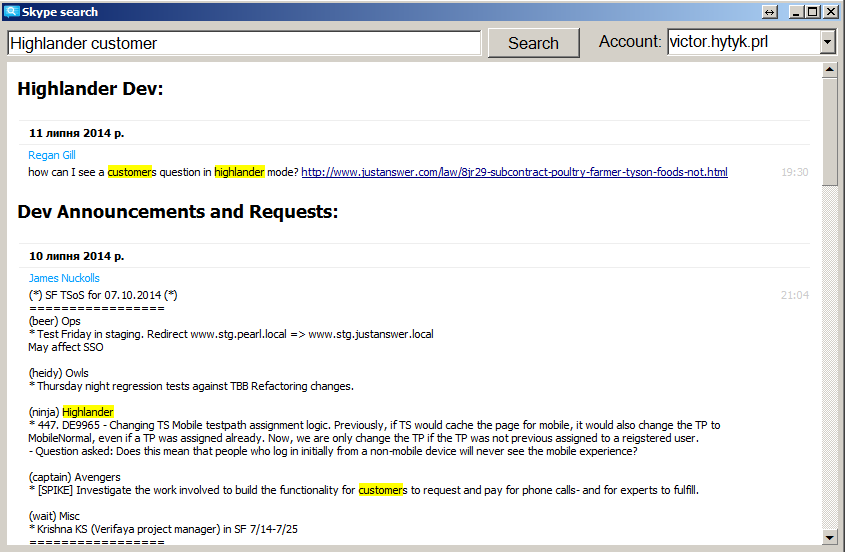 Skype search
Highlander customer
Search
Account:
victor.hytyk.prl
Highlander Dev:
11 липня 2014 р.
Regan Gill
how can I see a customers question in highlander mode? http://www.justanswer.com/law/8jr29-subcontract-poultry-farmer-tyson-foods-not.html 19:30
Dev Announcements and Requests:
10 липня 2014 р.
James Nuckolls
(*) SF TSoS for 07.10.2014 (*) 21:04
=================
(beer) Ops
* Test Friday in staging. Redirect www.stg.pearl.local => www.stg.justanswer.local
May affect SSO
(heidy) Owls
* Thursday night regression tests against TBB Refactoring changes.
(ninja) Highlander
* 447. DE9965 - Changing TS Mobile testpath assignment logic. Previously, if TS would cache the page for mobile, it would also change the TP to
MobileNormal, even if a TP was assigned already. Now, we are only change the TP if the TP was not previous assigned to a reigstered user.
- Question asked: Does this mean that people who log in initially from a non-mobile device will never see the mobile experience?
(captain) Avengers
* [SPIKE] Investigate the work involved to build the functionality for customers to request and pay for phone calls- and for experts to fulfill.
(wait) Misc
* Krishna KS (Verifaya project manager) in SF 7/14-7/25
=================